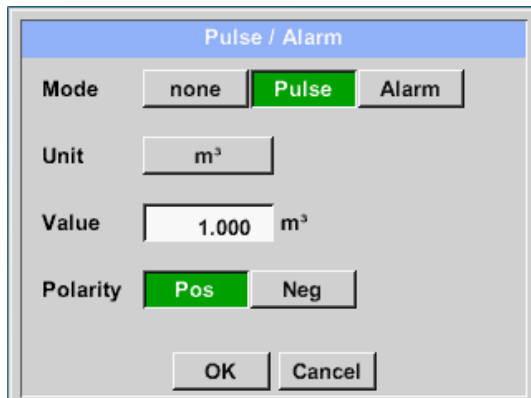 Pulse / Alarm
Mode none Pulse Alarm
Unit m³
Value 1.000 m³
Polarity Pos Neg
OK Cancel